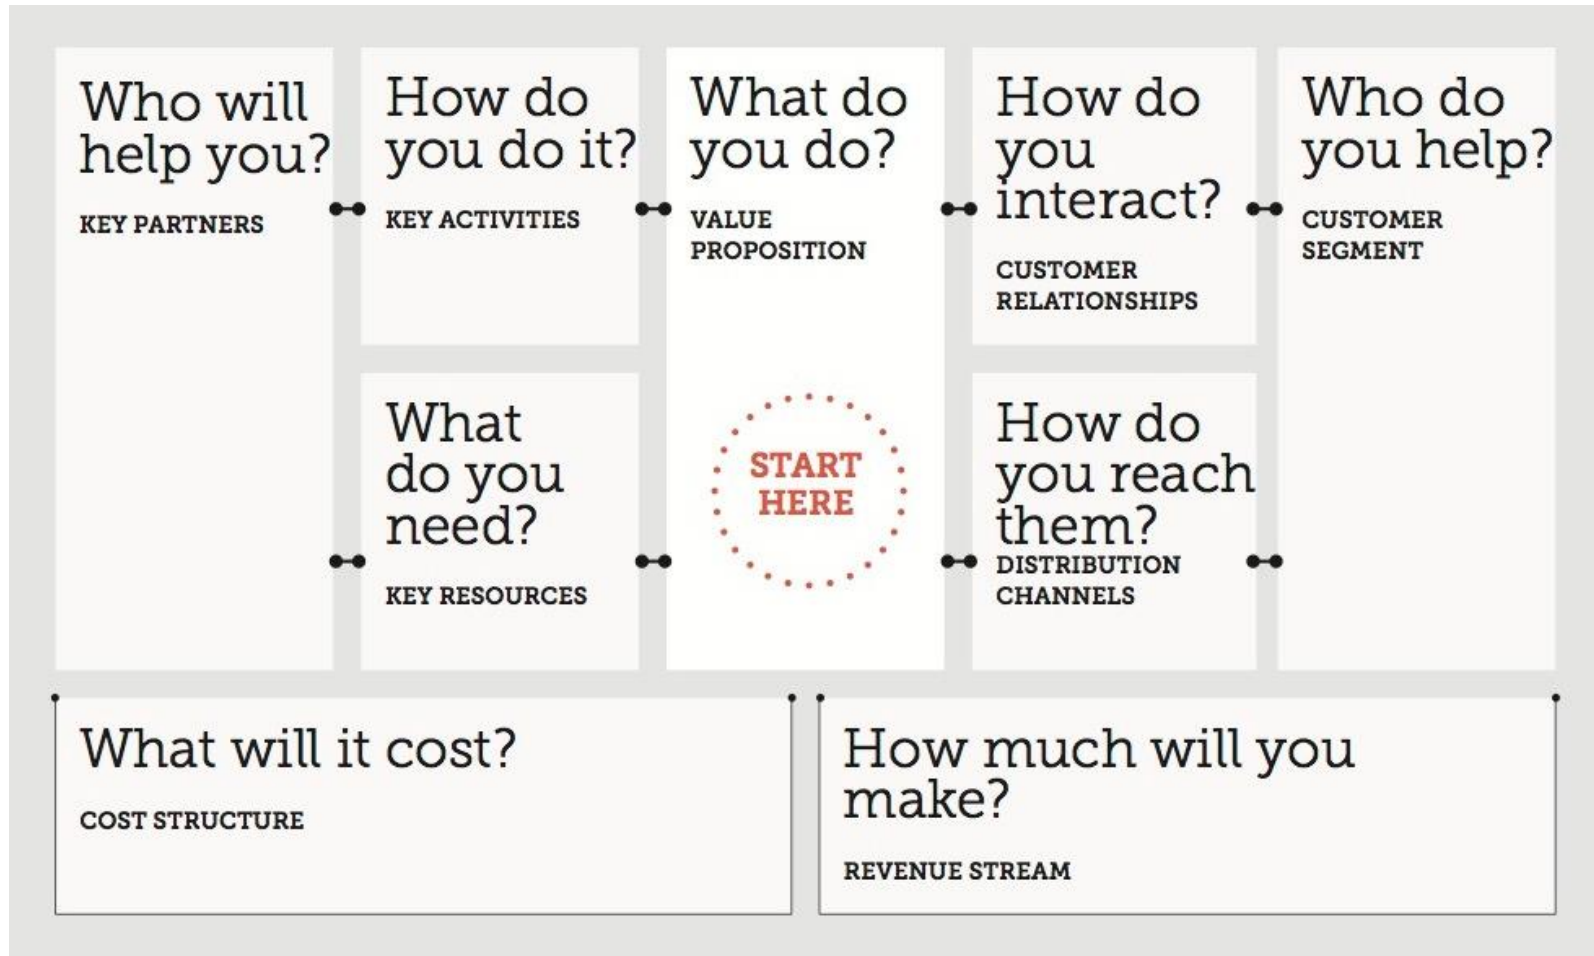 Who will
help you?
KEY PARTNERS
How do
you do it?
KEY ACTIVITIES
What
do you
need?
KEY RESOURCES
What do
you do?
VALUE
PROPOSITION
START
HERE
How do
you
interact?
CUSTOMER
RELATIONSHIPS
How do
you reach
them?
DISTRIBUTION
CHANNELS
Who do
you help?
CUSTOMER
SEGMENT
What will it cost?
COST STRUCTURE
How much will you
make?
REVENUE STREAM